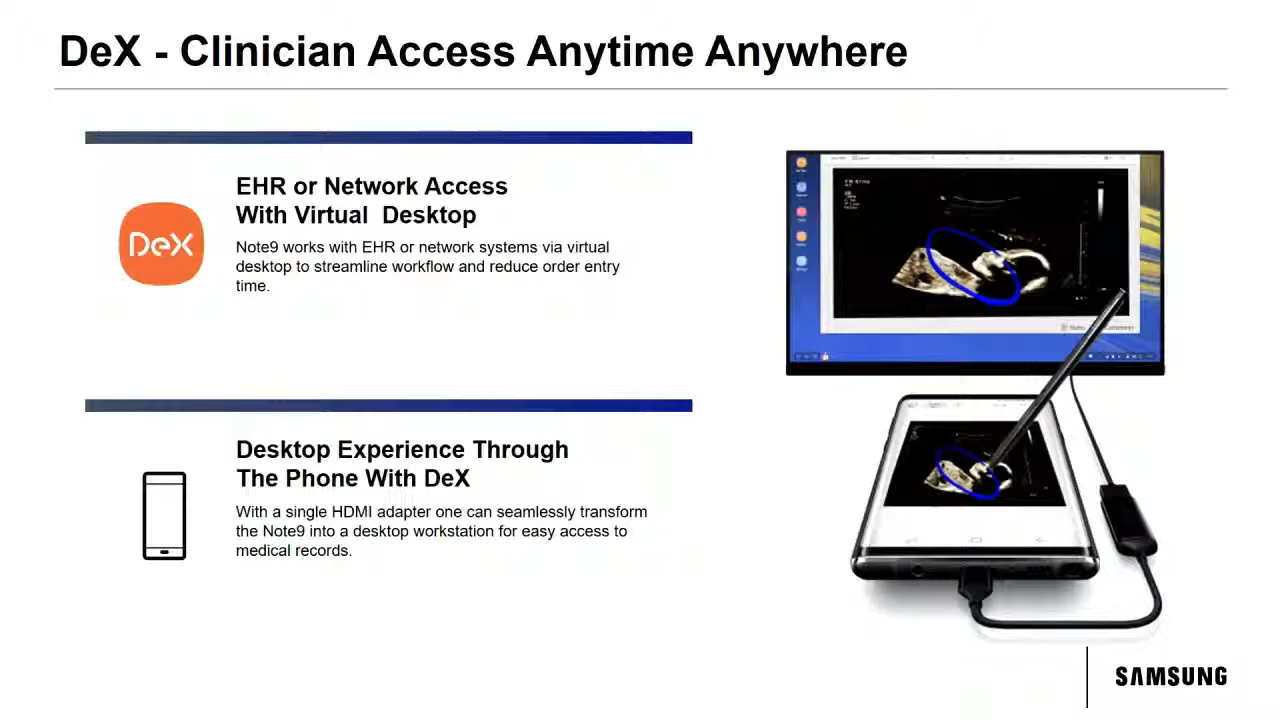 DeX - Clinician Access Anytime Anywhere
EHR or Network Access
With Virtual Desktop
DeX
Note9 works with EHR or network systems via virtual
desktop to streamline workflow and reduce order entry
time.
Desktop Experience Through
The Phone With DeX
With a single HDMI adapter one can seamlessly transform
the Note9 into a desktop workstation for easy access to
medical records.
SAMSUNG